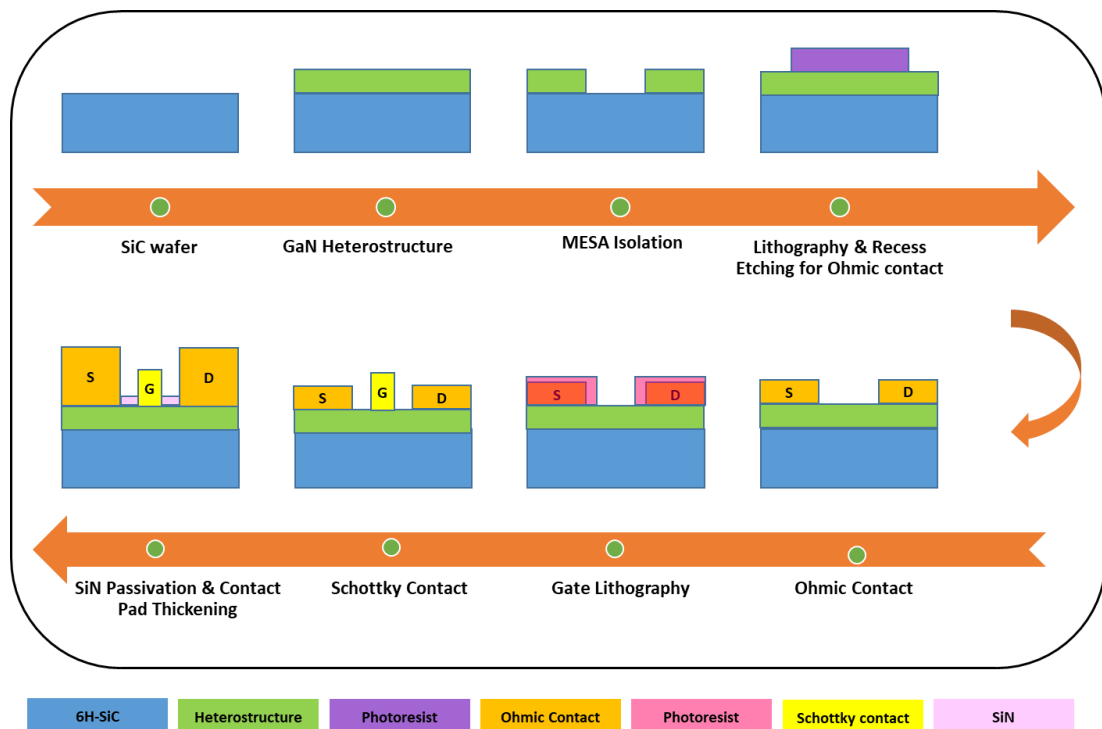 SiC wafer
GaN Heterostructure
MESA Isolation
Lithography & Recess
Etching for Ohmic contact
S
G
D
S
G
D
S
D
S
D
SiN Passivation & Contact
Pad Thickening
Schottky Contact
Gate Lithography
Ohmic Contact
6H-SiC
Heterostructure
Photoresist
Ohmic Contact
Photoresist
Schottky contact
SiN